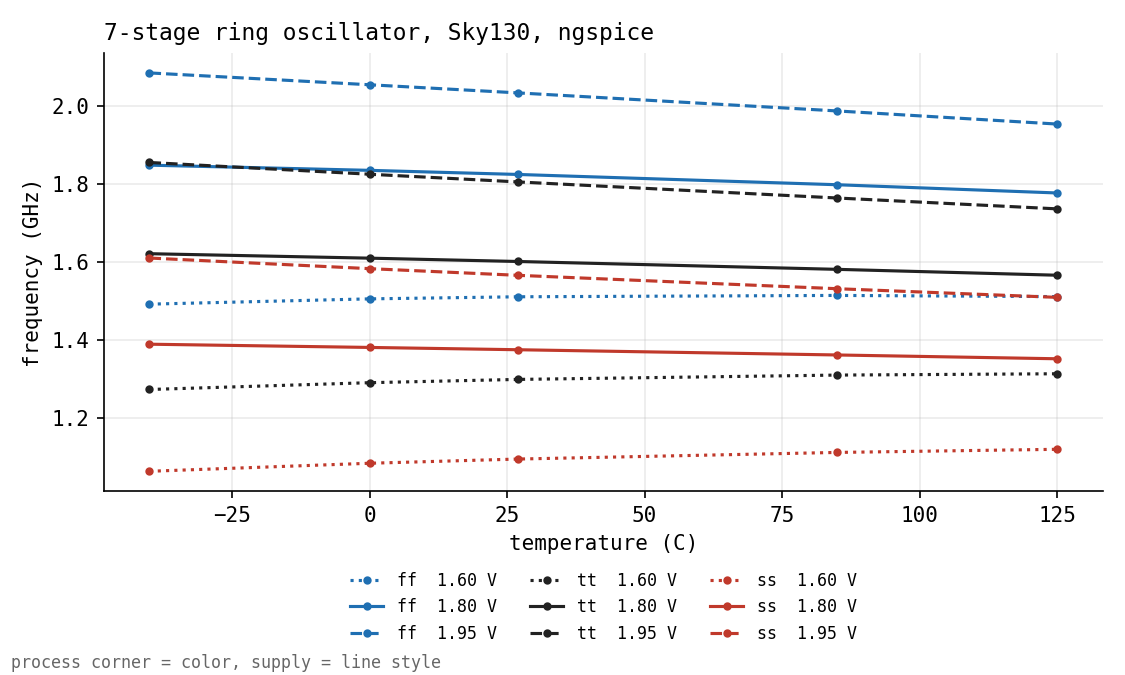 7-stage ring oscillator, Sky130, ngspice
frequency (GHz)
2.0
1.8
1.6
1.4
1.2
−25 0 25 50 75 100 125
temperature (C)
ff 1.60 V tt 1.60 V ss 1.60 V
ff 1.80 V tt 1.80 V ss 1.80 V
ff 1.95 V tt 1.95 V ss 1.95 V
process corner = color, supply = line style